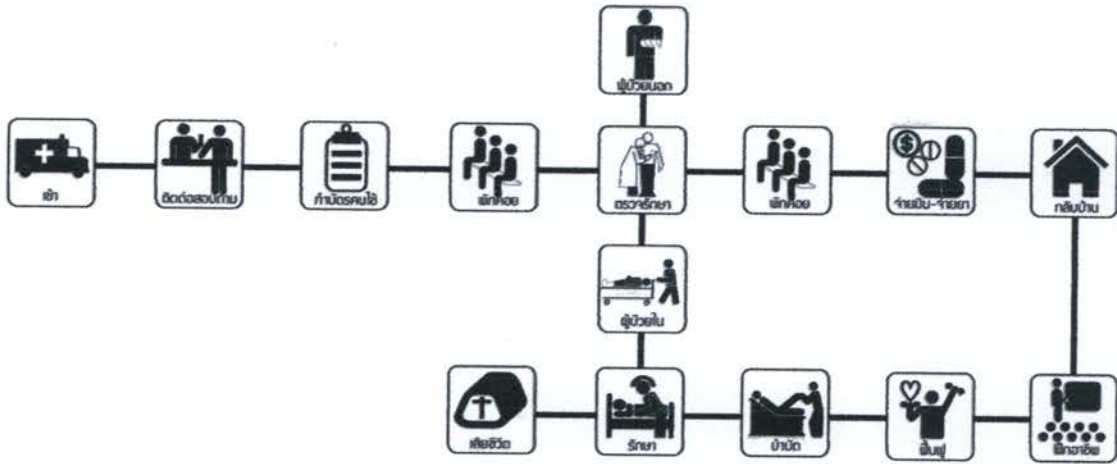 ผู้ป่วยนอก
เข้า
ติดต่อสอบถาม
ทำบัตรคนไข้
พักคอย
ตรวจรักษา
พักคอย
จ่ายเงิน-จ่ายยา
กลับบ้าน
ผู้ป่วยใน
เสียชีวิต
รักษา
บำบัด
ฟื้นฟู
ฝึกอาชีพ